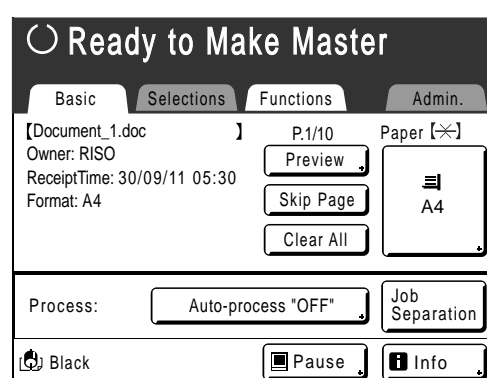 Ready to Make Master
Basic Selections Functions Admin.
【Document_1.doc 】
Owner: RISO
ReceiptTime: 30/09/11 05:30
Format: A4
P.1/10
Preview
Skip Page
Clear All
Paper【】
A4
Process: Auto-process "OFF"
Job
Separation
Black
Pause
Info